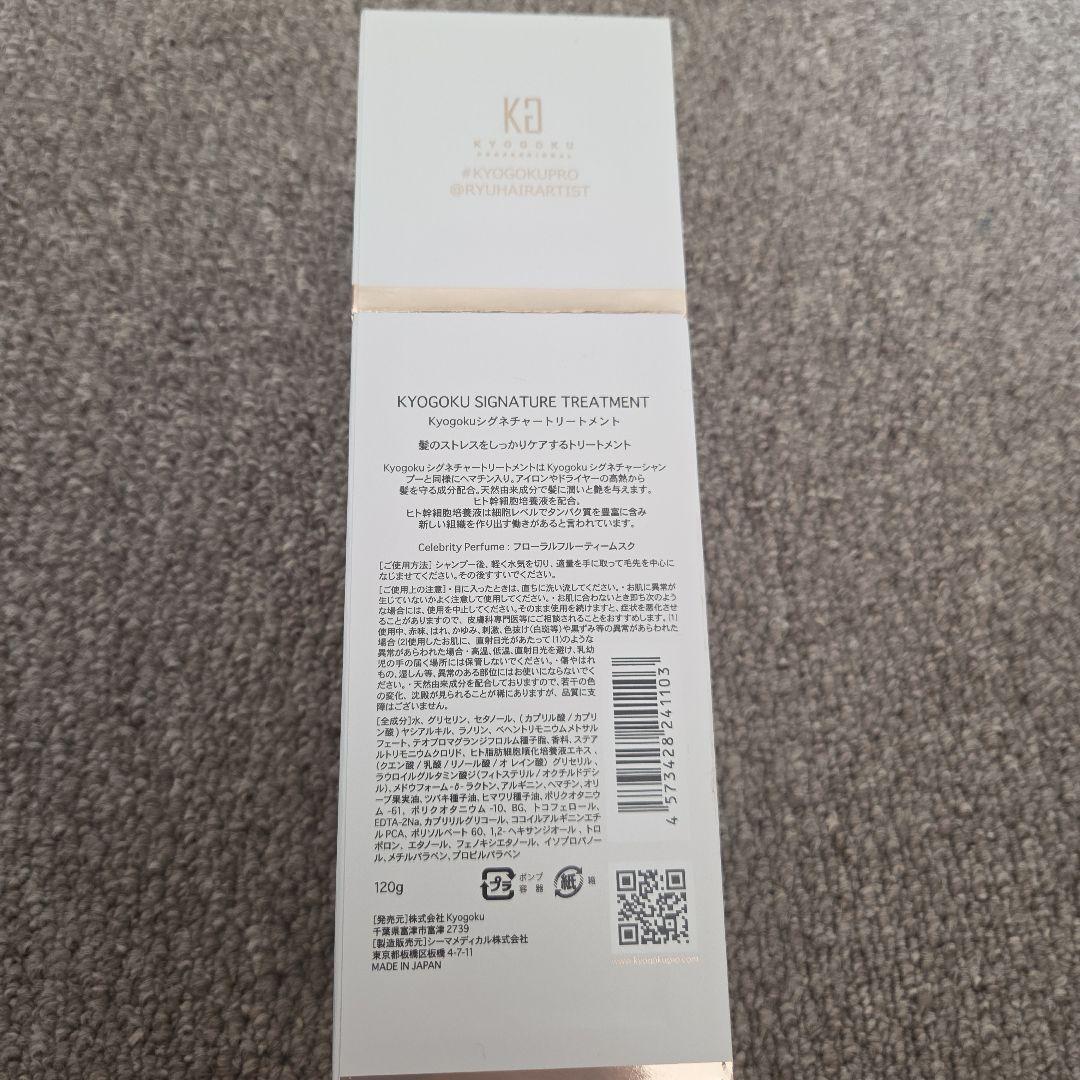 KG
KYOGOKU
PROFESSIONAL
#KYOGOKUPRO
@RYUHAIRARTIST
KYOGOKU SIGNATURE TREATMENT
Kyogokuシグネチャートリートメント
髪のストレスをしっかりケアするトリートメント
Kyogoku シグネチャートリートメントは Kyogoku シグネチャーシャン
プーと同様にヘマチン入り。アイロンやドライヤーの高熱から
髪を守る成分配合。天然由来成分で髪に潤いと艶を与えます。
ヒト幹細胞培養液を配合。
ヒト幹細胞培養液は細胞レベルでタンパク質を豊富に含み
新しい組織を作り出す働きがあると言われています。
Celebrity Perfume : フローラルフルーティームスク
[ご使用方法] シャンプー後、軽く水気を切り、適量を手に取って毛先を中心に
なじませてください。その後すすいでください。
[ご使用上の注意]・目に入ったときは、直ちに洗い流してください。・お肌に異常が
生じていないかよく注意して使用してください。・お肌に合わないとき即ち次のよう
な場合には、使用を中止してください。そのまま使用を続けますと、症状を悪化させ
ることがありますので、皮膚科専門医等にご相談されることをおすすめします。(1)
使用中、赤味、はれ、かゆみ、刺激、色抜け(白斑等)や黒ずみ等の異常があらわれた
場合 (2)使用したお肌に、直射日光があたって(1)のような
異常があらわれた場合・高温、低温、直射日光を避け、乳幼
児の手の届く場所には保管しないでください。・傷やはれ
もの、湿しん等、異常のある部位にはお使いにならないでく
ださい。・天然由来成分を配合しておりますので、若干の色
の変化、沈殿が見られることが稀にありますが、品質に支
障はございません。
[全成分]水、グリセリン、セタノール、(カプリル酸/カプリ
ン酸)ヤシアルキル、ラノリン、ベヘントリモニウムメトサル
フェート、テオブロマグランジフロルム種子脂、香料、ステア
ルトリモニウムクロリド、ヒト脂肪細胞順化培養液エキス、
(クエン酸/乳酸/リノール酸/オレイン酸)グリセリル、
ラウロイルグルタミン酸ジ(フィトステリル/オクチルドデシ
ル)、メドウフォーム-δ-ラクトン、アルギニン、ヘマチン、オリ
ーブ果実油、ツバキ種子油、ヒマワリ種子油、ポリクオタニウ
ム-61、ポリクオタニウム-10、BG、トコフェロール、
EDTA-2Na、カプリリルグリコール、ココイルアルギニンエチ
ルPCA、ポリソルベート60、1,2-ヘキサンジオール、トロ
ポロン、エタノール、フェノキシエタノール、イソプロパノー
ル、メチルパラベン、プロピルパラベン
4 573428 241103
120g
プラ
ポンプ
容器
紙
箱
[発売元]株式会社 Kyogoku
千葉県富津市富津 2739
[製造販売元]シーマメディカル株式会社
東京都板橋区板橋 4-7-11
MADE IN JAPAN
www.kyogokupro.com